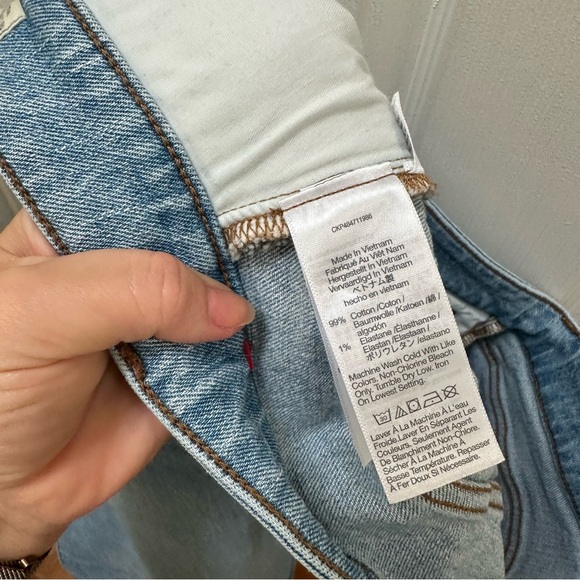 CKP484711986
Made In Vietnam
Fabriqué Au Viêt Nam
Hergestellt In Vietnam
Vervaardigd In Vietnam
ベトナム製
hecho en vietnam
99% Cotton /Coton /
Baumwolle /Katoen / 綿 /
algodón
1% Elastane /Élasthanne /
Elastan /Elastaan /
ポリウレタン /elastano
Machine Wash Cold With Like
Colors. Non-Chlorine Bleach
Only. Tumble Dry Low. Iron
On Lowest Setting.
Laver À La Machine À L'eau
Froide.Laver En Séparant Les
Couleurs. Seulement Agent
De Blanchiment Non-Chlore.
Sécher À La Machine À
Basse Température. Repasser
À Fer Doux Si Nécessaire.